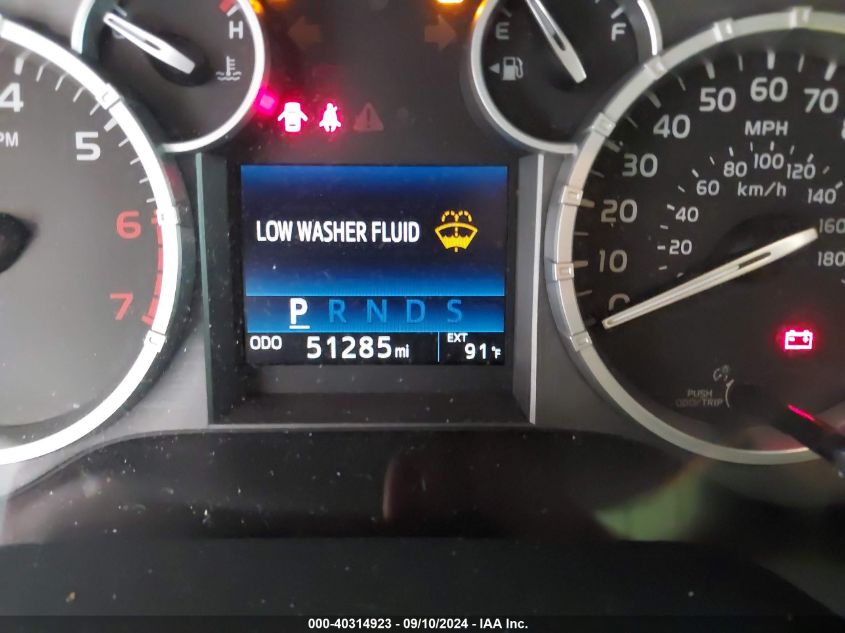 H
E
F
4
PM
5
6
7
LOW WASHER FLUID
P R N D S
ODO 51285 mi
EXT 91°F
0
10
20
30
40
50
60
70
MPH
km/h
20
40
60
80
100
120
140
160
180
PUSH
ODO/TRIP
000-40314923 - 09/10/2024 - IAA Inc.